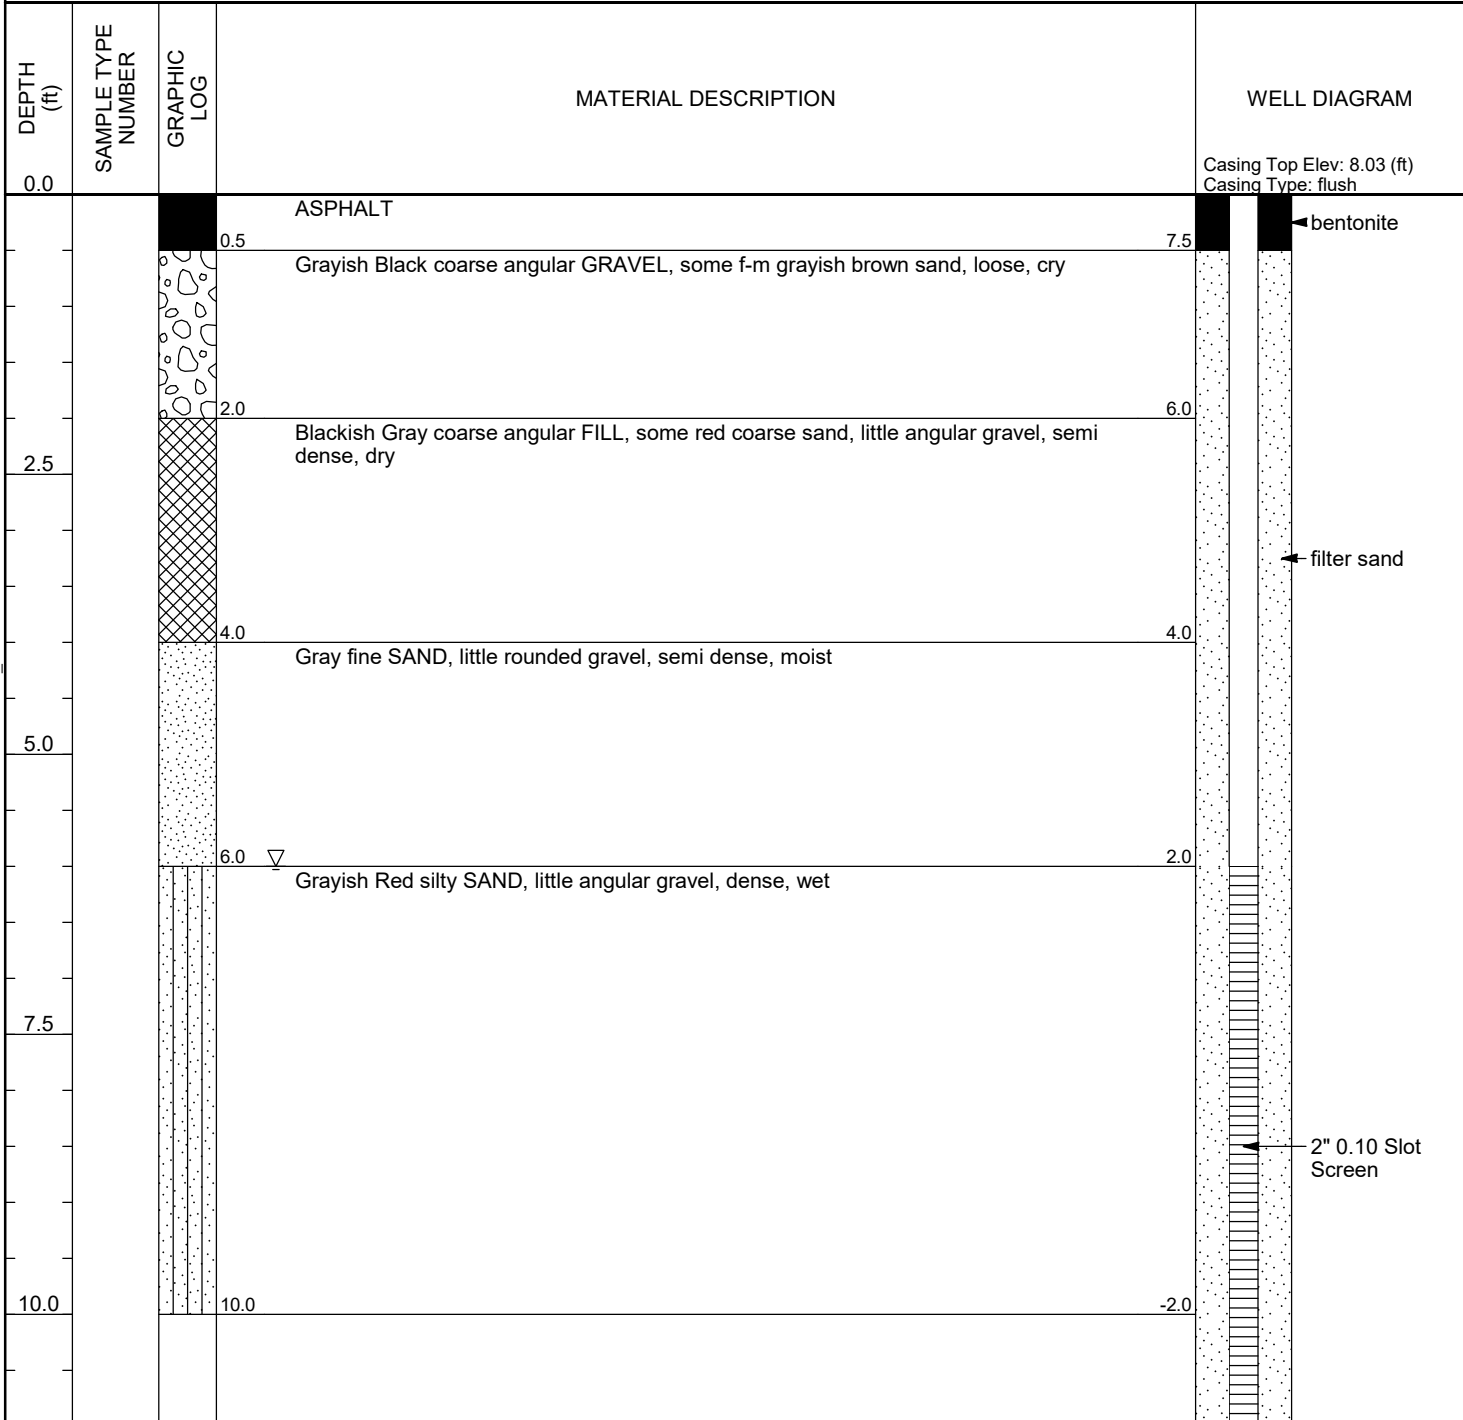 DEPTH
(ft)
SAMPLE TYPE
NUMBER
GRAPHIC
LOG
MATERIAL DESCRIPTION
WELL DIAGRAM
Casing Top Elev: 8.03 (ft)
Casing Type: flush
0.0
ASPHALT
bentonite
0.5
7.5
Grayish Black coarse angular GRAVEL, some f-m grayish brown sand, loose, cry
2.0
6.0
Blackish Gray coarse angular FILL, some red coarse sand, little angular gravel, semi
dense, dry
2.5
filter sand
4.0
4.0
Gray fine SAND, little rounded gravel, semi dense, moist
5.0
6.0
2.0
Grayish Red silty SAND, little angular gravel, dense, wet
7.5
2" 0.10 Slot
Screen
10.0
10.0
-2.0